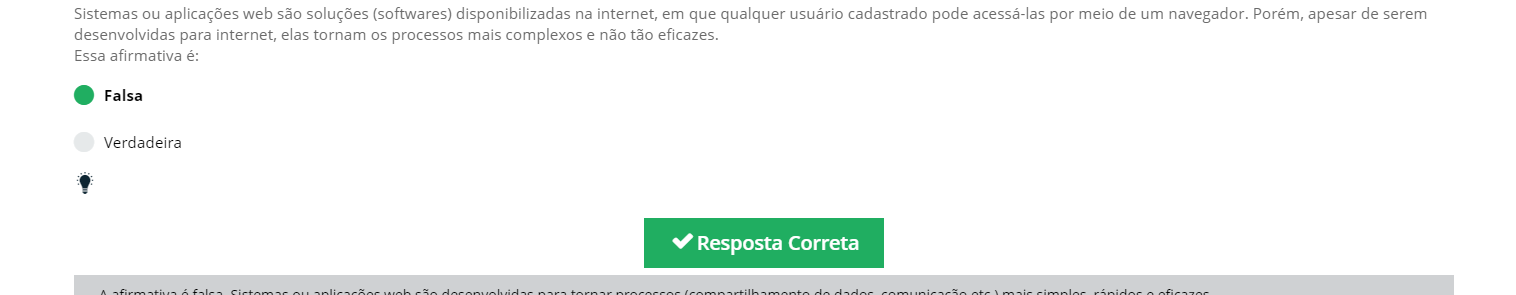 Sistemas ou aplicações web são soluções (softwares) disponibilizadas na internet, em que qualquer usuário cadastrado pode acessá-las por meio de um navegador. Porém, apesar de serem
desenvolvidas para internet, elas tornam os processos mais complexos e não tão eficazes.
Essa afirmativa é:
Falsa
Verdadeira
Resposta Correta
A afirmativa é falsa. Sistemas ou aplicações web são desenvolvidas para tornar processos (compartilhamento de dados, comunicação etc.) mais simples, rápidos e eficazes.